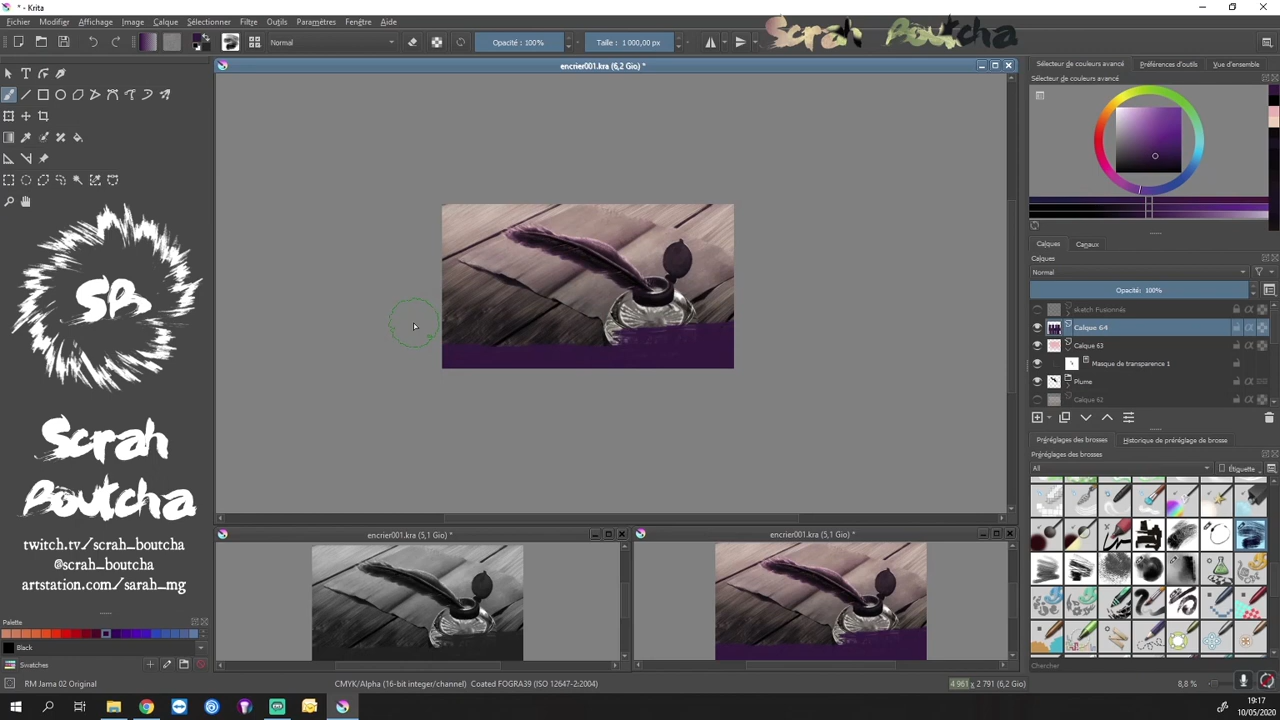 * - Krita
Fichier Modifier Affichage Image Calque Sélectionner Filtre Outils Paramètres Fenêtre Aide
Scrah Boutcha
Normal
Opacité : 100%
Taille : 1 000,00 px
encrier001.kra (6,2 Gio) *
Sélecteur de couleurs avancé Préférences d'outils Vue d'ensemble
Sélecteur de couleurs avancé
Calques Canaux
Calques
Normal
Opacité: 100%
sketch Fusionnés
Calque 64
Calque 63
Masque de transparence 1
Plume
Calque 62
SB
Scrah
Boutcha
twitch.tv/scrah_boutcha
@scrah_boutcha
artstation.com/sarah_mg
Préréglages des brosses Historique de préréglage de brosse
Préréglages des brosses
All
Étiquette
encrier001.kra (5,1 Gio) *
encrier001.kra (5,1 Gio) *
Palette
Black
Swatches
Chercher
RM Jama 02 Original
CMYK/Alpha (16-bit integer/channel) Coated FOGRA39 (ISO 12647-2:2004)
4 961 x 2 791 (6,2 Gio)
8,8 %
19:17
10/05/2020